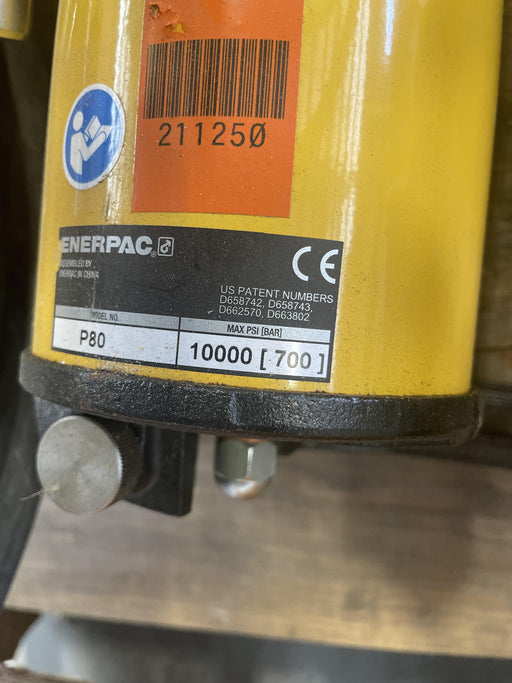 211250
ENERPAC®
ASSEMBLED BY
ENERPAC IN CHINA
CE
US PATENT NUMBERS
D658742, D658743,
D662570, D663802
MODEL NO.
P80
MAX PSI [BAR]
10000 [ 700 ]